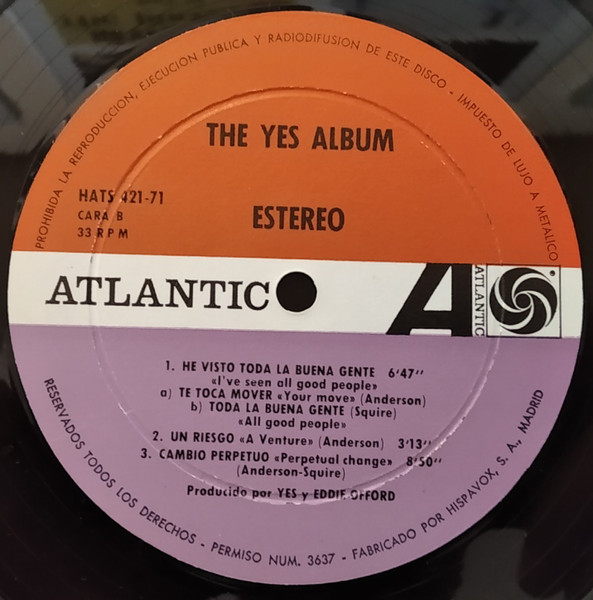 PROHIBIDA LA REPRODUCCION, EJECUCION PUBLICA Y RADIODIFUSION DE ESTE DISCO - IMPUESTO DE LUJO A METALICO
THE YES ALBUM
HATS 421-71
CARA B
33 RPM
ESTEREO
ATLANTIC
A
ATLANTIC
1. HE VISTO TODA LA BUENA GENTE 6'47"
«I've seen all good people»
a) TE TOCA MOVER «Your move» (Anderson)
b) TODA LA BUENA GENTE (Squire)
«All good people»
2. UN RIESGO «A Venture» (Anderson) 3'13"
3. CAMBIO PERPETUO «Perpetual change» 8'50"
(Anderson-Squire)
Producido por YES y EDDIE OFFORD
RESERVADOS TODOS LOS DERECHOS - PERMISO NUM. 3637 - FABRICADO POR HISPAVOX, S. A., MADRID